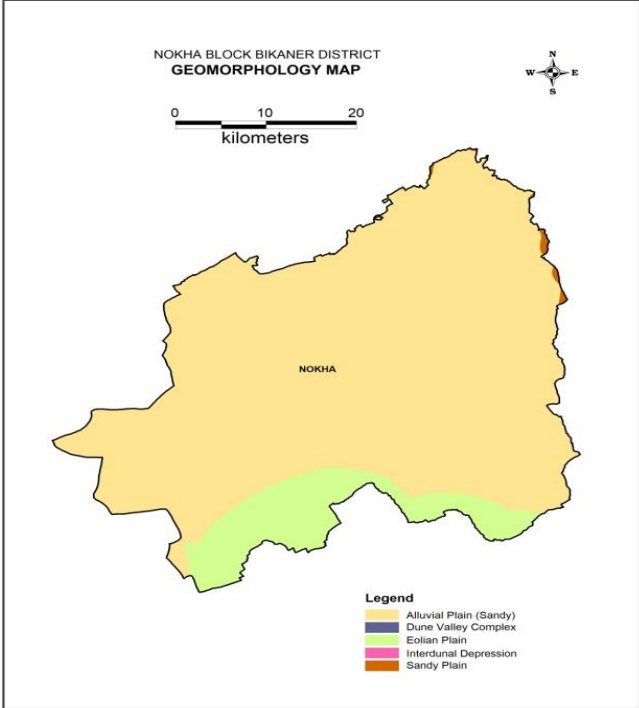 NOKHA BLOCK BIKANER DISTRICT
GEOMORPHOLOGY MAP
N
W E
S
0 10 20
kilometers
NOKHA
Legend
Alluvial Plain (Sandy)
Dune Valley Complex
Eolian Plain
Interdunal Depression
Sandy Plain